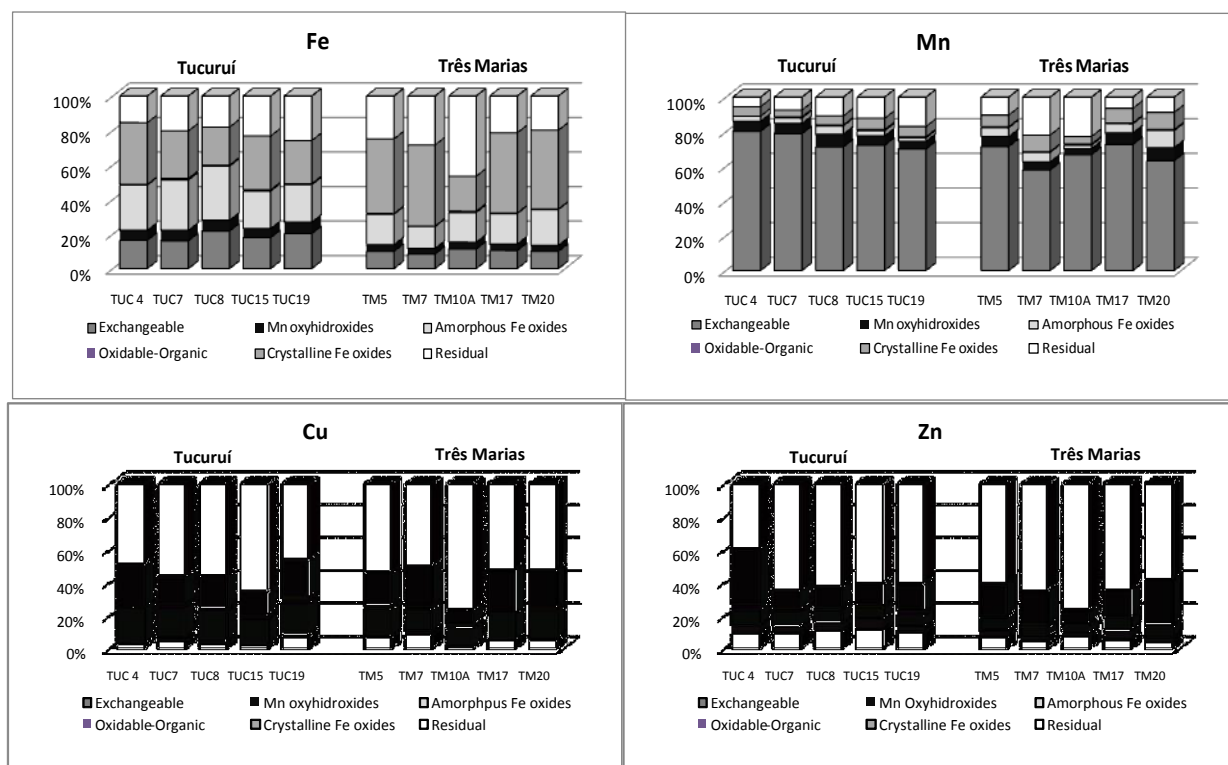 Fe
Tucuruí Três Marias
100%
80%
60%
40%
20%
0%
TUC 4 TUC7 TUC8 TUC15 TUC19 TM5 TM7 TM10A TM17 TM20
Exchangeable Mn oxyhidroxides Amorphous Fe oxides
Oxidable-Organic Crystalline Fe oxides Residual
Mn
Tucuruí Três Marias
100%
80%
60%
40%
20%
0%
TUC 4 TUC7 TUC8 TUC15 TUC19 TM5 TM7 TM10A TM17 TM20
Exchangeable Mn oxyhidroxides Amorphous Fe oxides
Oxidable-Organic Crystalline Fe oxides Residual
Cu
Tucuruí Três Marias
100%
80%
60%
40%
20%
0%
TUC 4 TUC7 TUC8 TUC15 TUC19 TM5 TM7 TM10A TM17 TM20
Exchangeable Mn oxyhidroxides Amorphpus Fe oxides
Oxidable-Organic Crystalline Fe oxides Residual
Zn
Tucuruí Três Marias
100%
80%
60%
40%
20%
0%
TUC 4 TUC7 TUC8 TUC15 TUC19 TM5 TM7 TM10A TM17 TM20
Exchangeable Mn Oxyhidroxides Amorphous Fe oxides
Oxidable-Organic Crystalline Fe oxides Residual